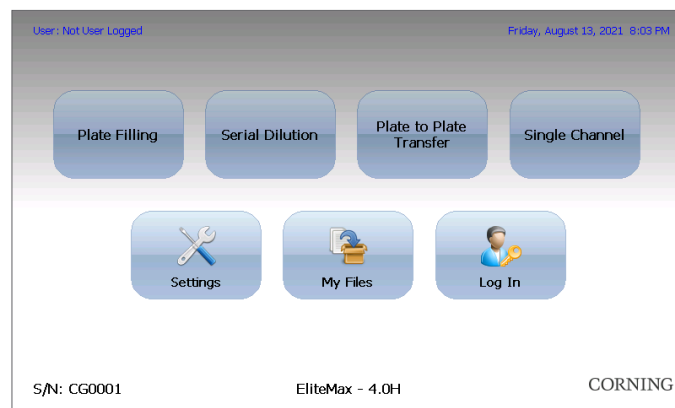 User: Not User Logged
Friday, August 13, 2021 8:03 PM
Plate Filling
Serial Dilution
Plate to Plate
Transfer
Single Channel
Settings
My Files
Log In
S/N: CG0001
EliteMax - 4.0H
CORNING